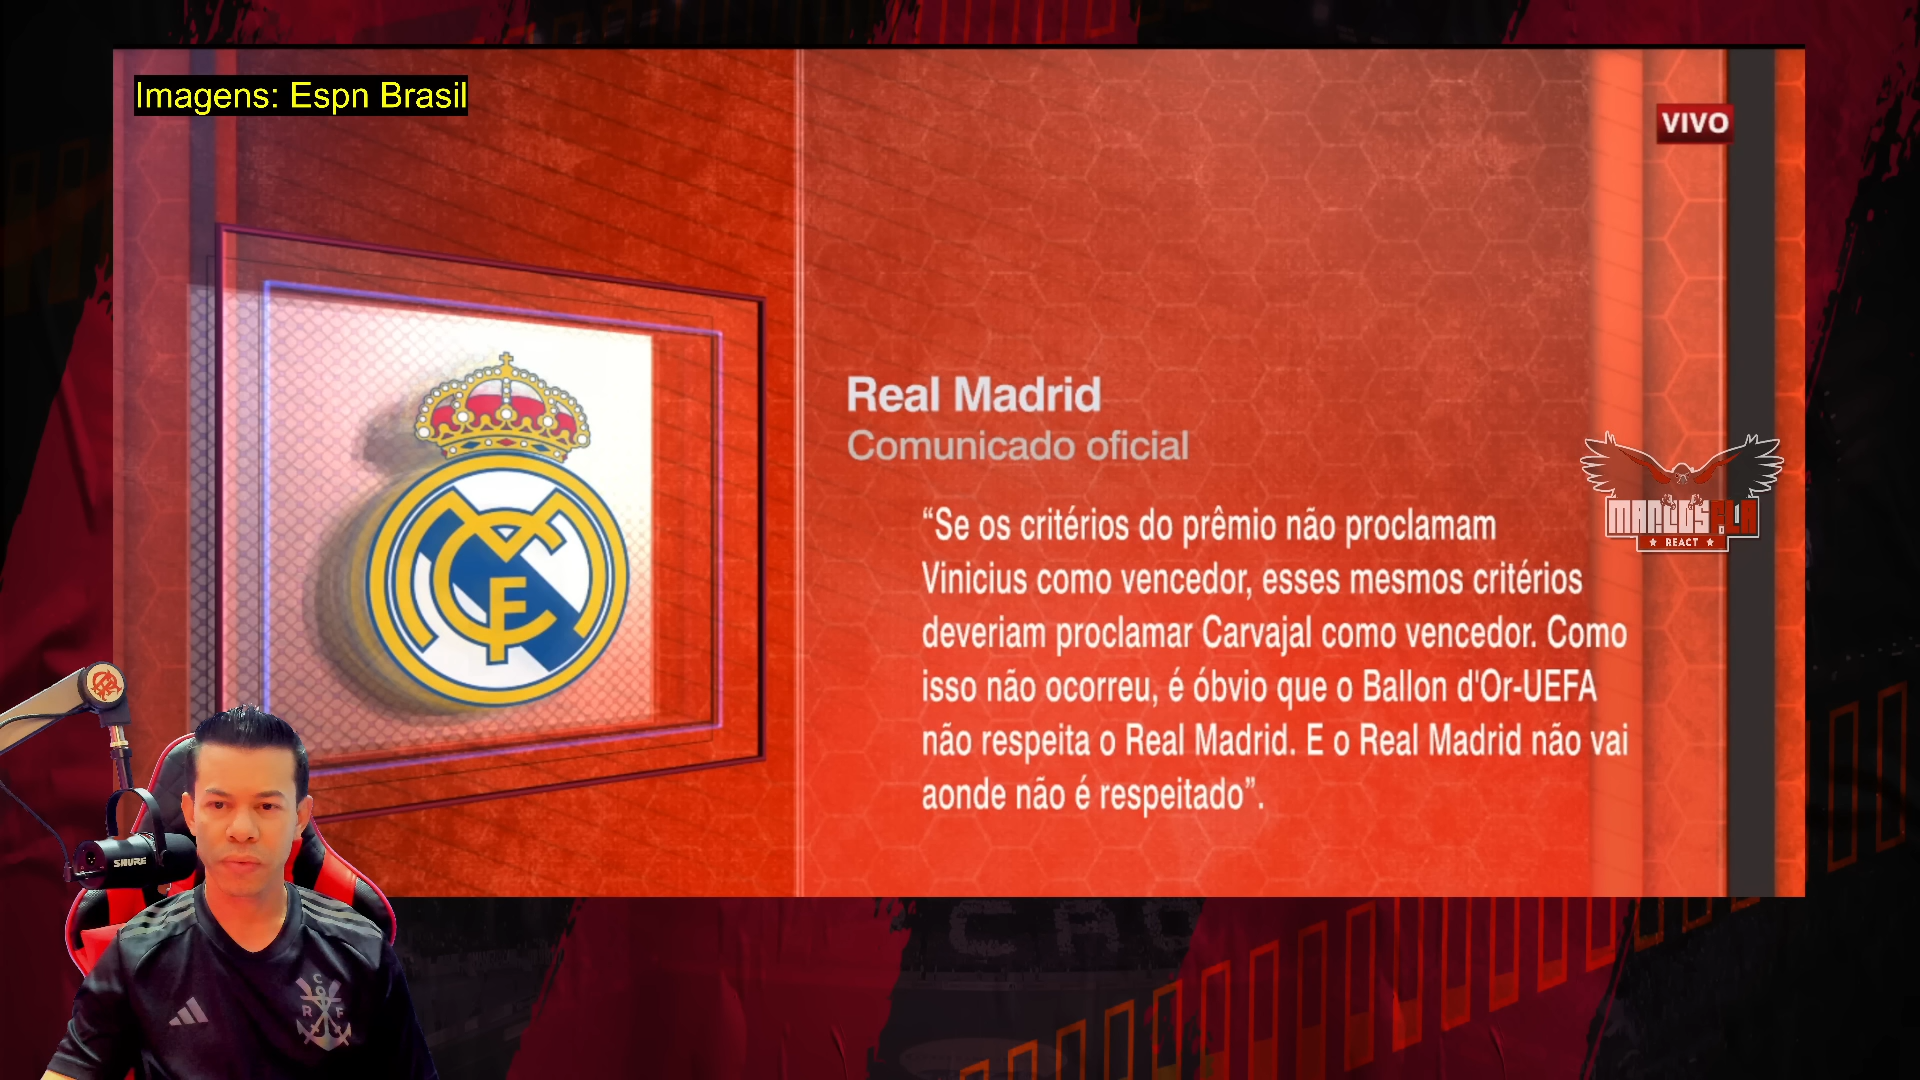 Imagens: Espn Brasil
VIVO
Real Madrid
Comunicado oficial
“Se os critérios do prêmio não proclamam
Vinicius como vencedor, esses mesmos critérios
deveriam proclamar Carvajal como vencedor. Como
isso não ocorreu, é óbvio que o Ballon d'Or-UEFA
não respeita o Real Madrid. E o Real Madrid não vai
aonde não é respeitado”.
MARCOSFLA
REACT
SHURE
CRF